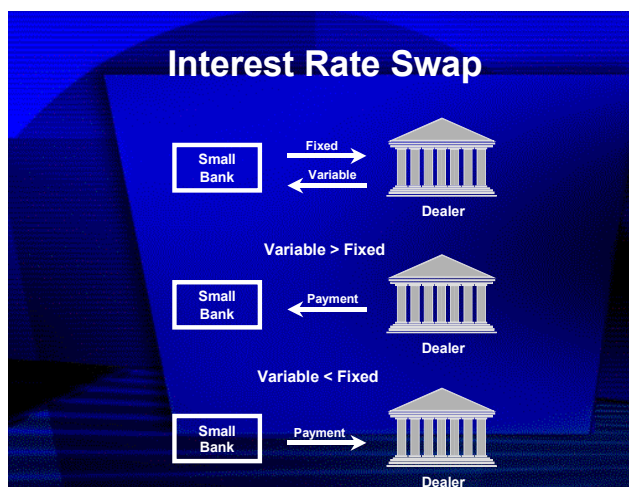 Interest Rate Swap
Small
Bank
Fixed
Variable
Dealer
Variable > Fixed
Small
Bank
Payment
Dealer
Variable < Fixed
Small
Bank
Payment
Dealer